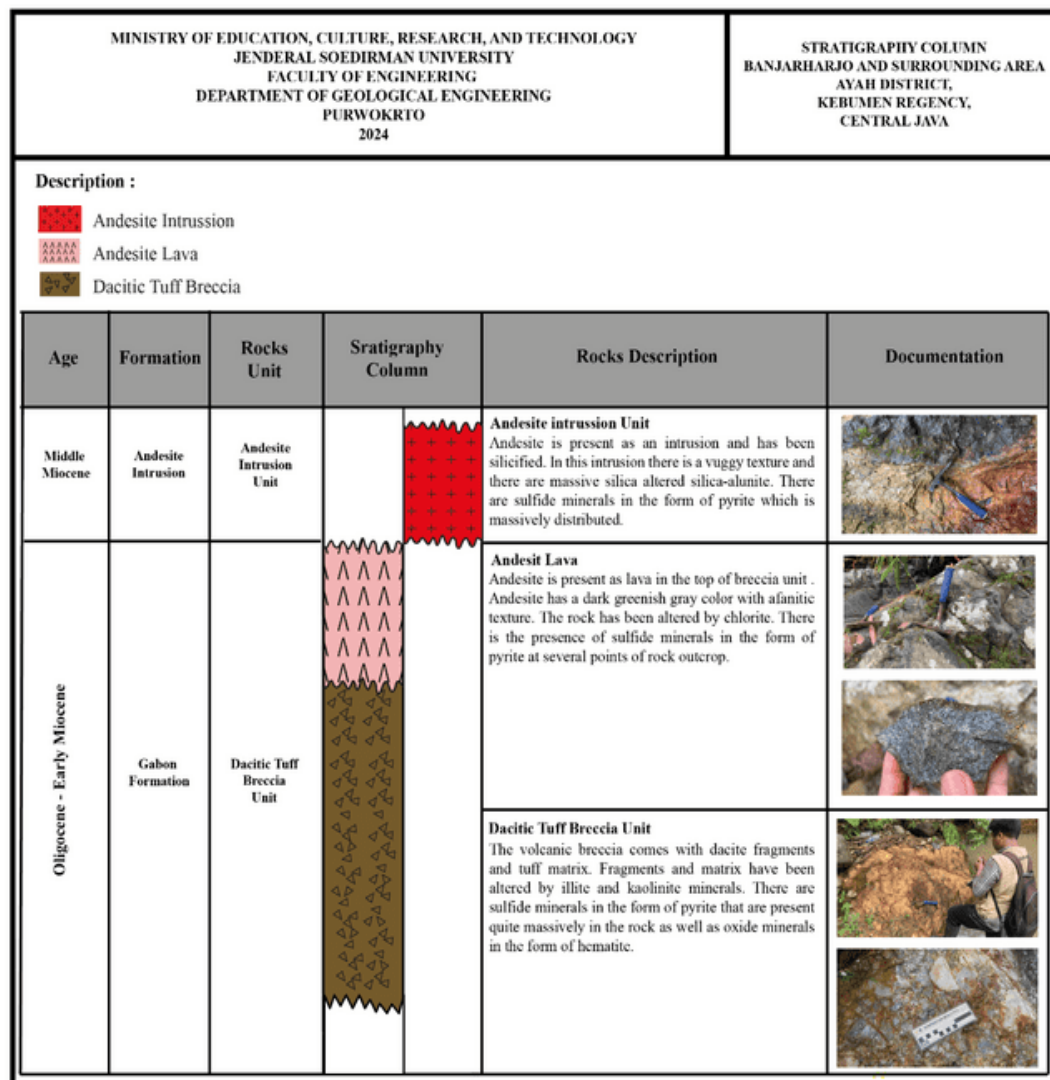 MINISTRY OF EDUCATION, CULTURE, RESEARCH, AND TECHNOLOGY
JENDERAL SOEDIRMAN UNIVERSITY
FACULTY OF ENGINEERING
DEPARTMENT OF GEOLOGICAL ENGINEERING
PURWOKRTO
2024
STRATIGRAPHY COLUMN
BANJARHARJO AND SURROUNDING AREA
AYAH DISTRICT,
KEBUMEN REGENCY,
CENTRAL JAVA
Description :
Andesite Intrussion
Andesite Lava
Dacitic Tuff Breccia
Age
Formation
Rocks
Unit
Sratigraphy
Column
Rocks Description
Documentation
Middle
Miocene
Andesite
Intrusion
Andesite
Intrusion
Unit
Andesite intrussion Unit
Andesite is present as an intrusion and has been
silicified. In this intrusion there is a vuggy texture and
there are massive silica altered silica-alunite. There
are sulfide minerals in the form of pyrite which is
massively distributed.
Oligocene - Early Miocene
Gabon
Formation
Dacitic Tuff
Breccia
Unit
Andesit Lava
Andesite is present as lava in the top of breccia unit .
Andesite has a dark greenish gray color with afanitic
texture. The rock has been altered by chlorite. There
is the presence of sulfide minerals in the form of
pyrite at several points of rock outcrop.
Dacitic Tuff Breccia Unit
The volcanic breccia comes with dacite fragments
and tuff matrix. Fragments and matrix have been
altered by illite and kaolinite minerals. There are
sulfide minerals in the form of pyrite that are present
quite massively in the rock as well as oxide minerals
in the form of hematite.